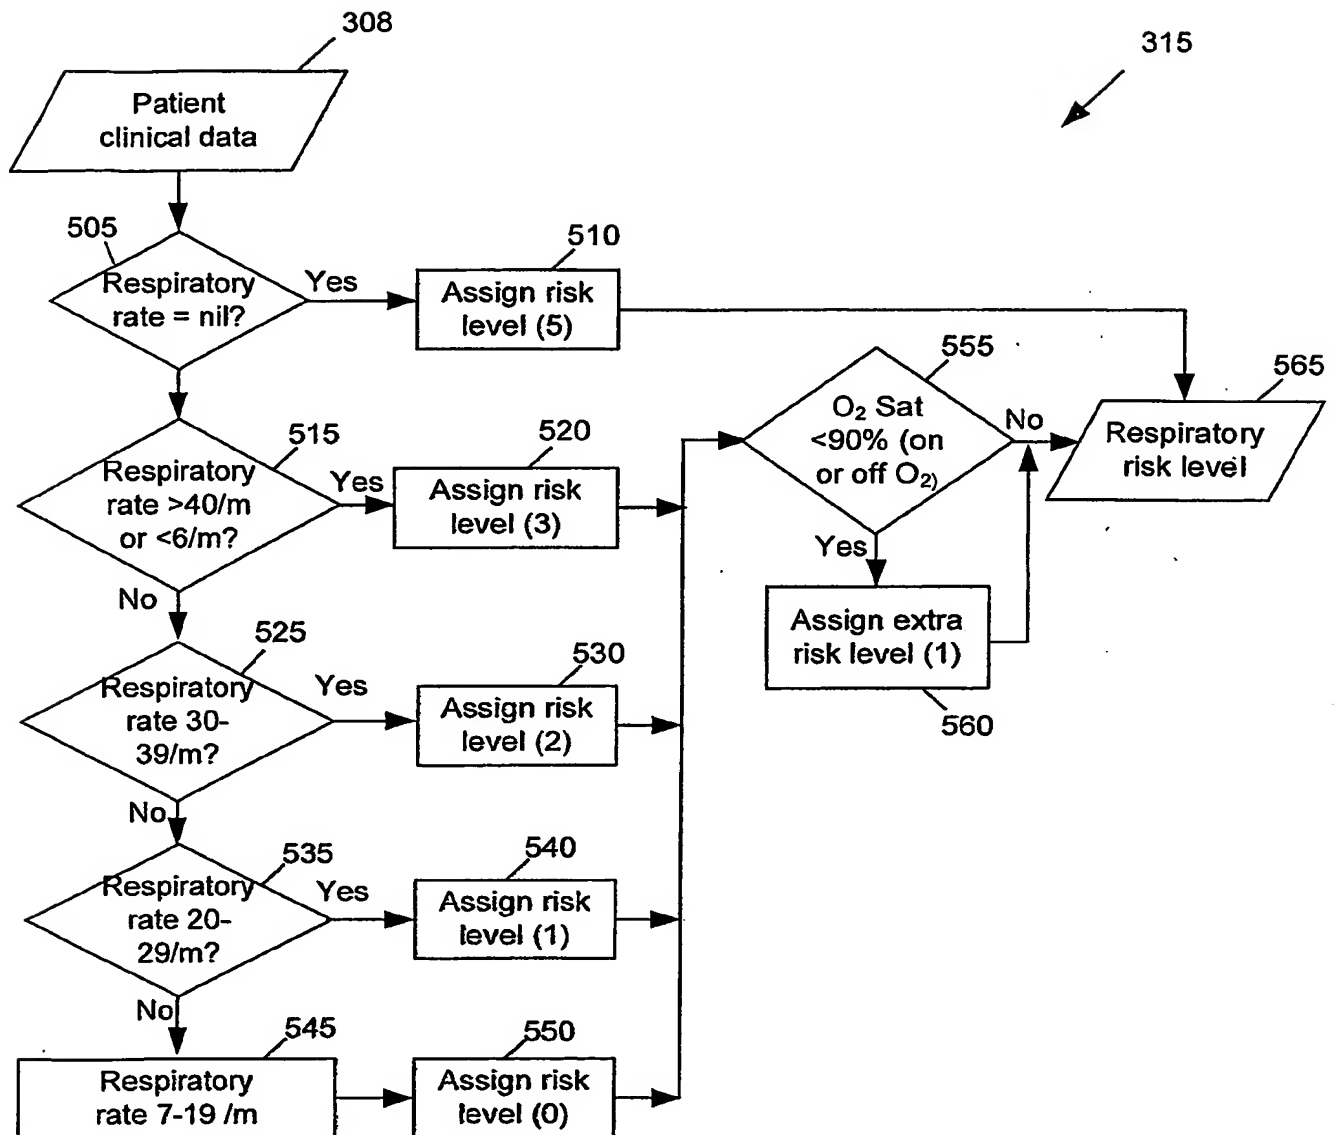 308
315
Patient
clinical data
505
Respiratory
rate = nil?
Yes
510
Assign risk
level (5)
515
Respiratory
rate >40/m
or <6/m?
Yes
520
Assign risk
level (3)
No
525
Respiratory
rate 30-
39/m?
Yes
530
Assign risk
level (2)
No
535
Respiratory
rate 20-
29/m?
Yes
540
Assign risk
level (1)
No
545
Respiratory
rate 7-19 /m
550
Assign risk
level (0)
555
O₂ Sat
<90% (on
or off O₂)
No
Yes
Assign extra
risk level (1)
560
565
Respiratory
risk level